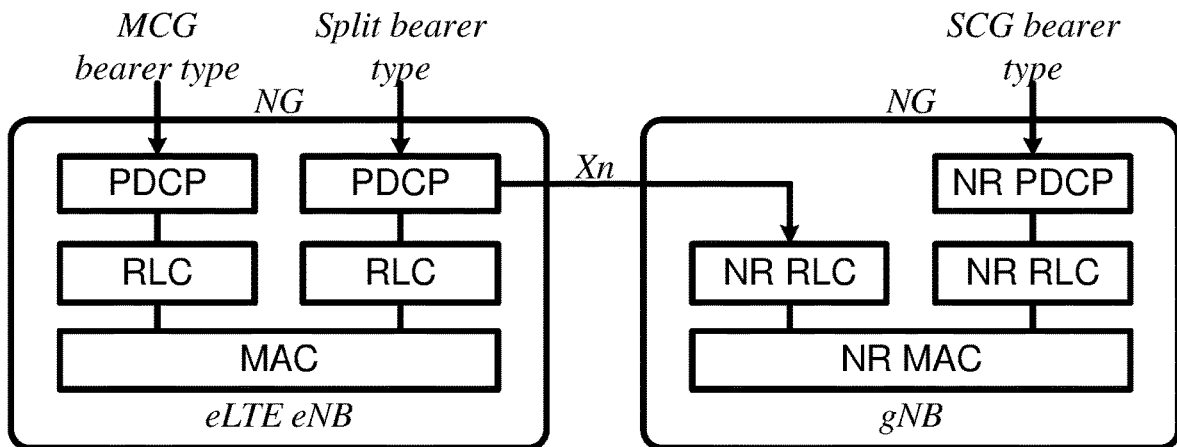 MCG
bearer type
Split bearer
type
SCG bearer
type
NG
NG
PDCP
PDCP
Xn
NR PDCP
RLC
RLC
NR RLC
NR RLC
MAC
NR MAC
eLTE eNB
gNB